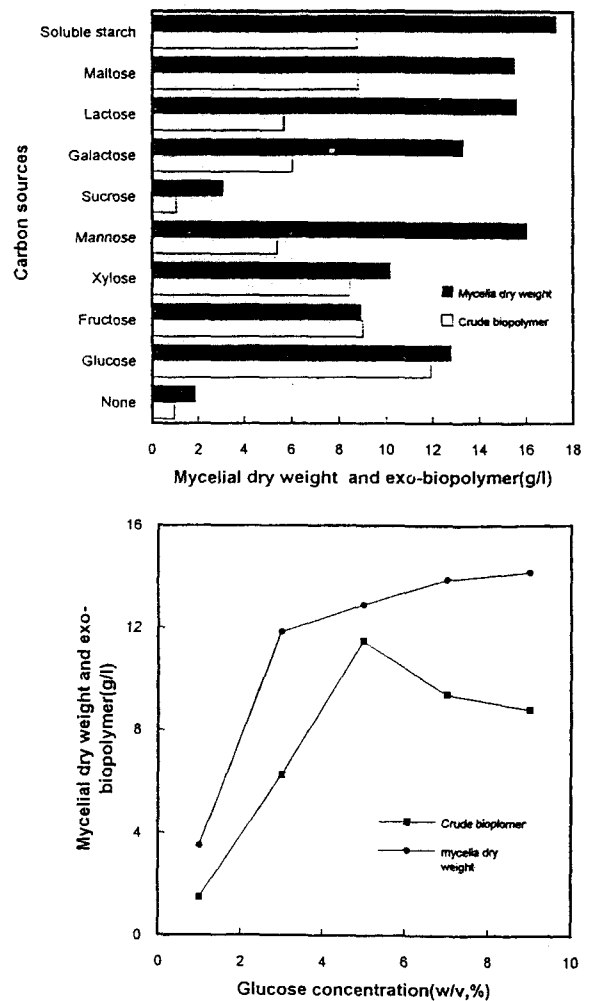 Carbon sources
Soluble starch
Maltose
Lactose
Galactose
Sucrose
Mannose
Xylose
Fructose
Glucose
None
Mycelia dry weight
Crude biopolymer
0 2 4 6 8 10 12 14 16 18
Mycelial dry weight and exo-biopolymer(g/l)
Mycelial dry weight and exo-
biopolymer(g/l)
16
12
8
4
0
Crude bioplomer
mycelia dry
weight
0 2 4 6 8 10
Glucose concentration(w/v,%)